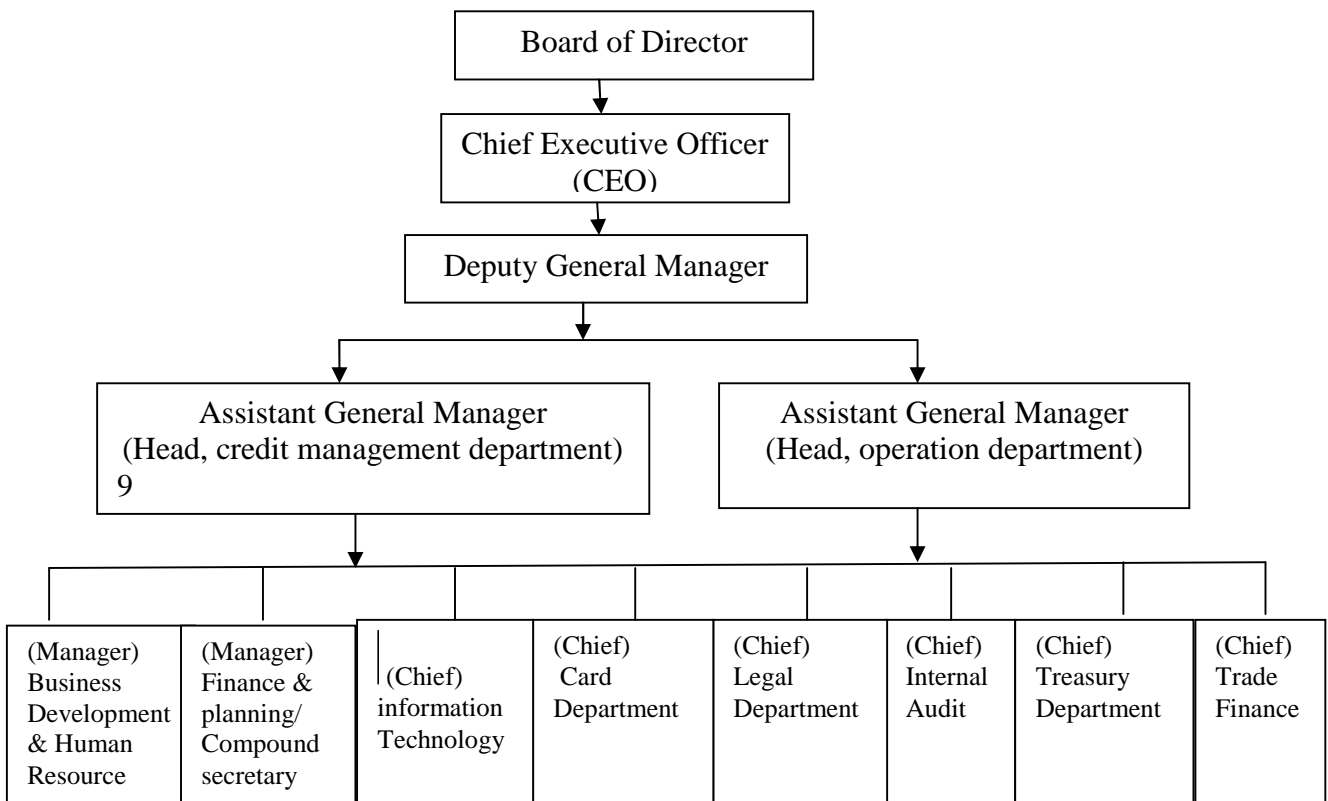 Board of Director
Chief Executive Officer
(CEO)
Deputy General Manager
Assistant General Manager
(Head, credit management department)
9
Assistant General Manager
(Head, operation department)
(Manager)
Business
Development
& Human
Resource
(Manager)
Finance &
planning/
Compound
secretary
(Chief)
information
Technology
(Chief)
Card
Department
(Chief)
Legal
Department
(Chief)
Internal
Audit
(Chief)
Treasury
Department
(Chief)
Trade
Finance